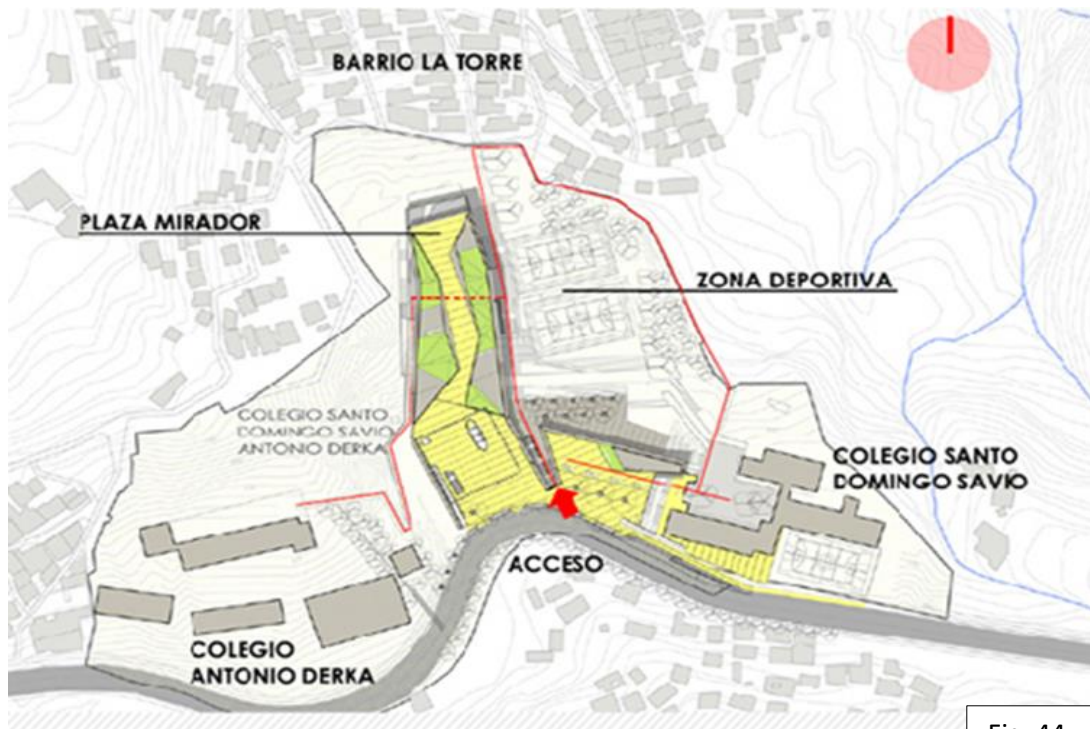 BARRIO LA TORRE
PLAZA MIRADOR
ZONA DEPORTIVA
COLEGIO SANTO
DOMINGO SAVIO
ANTONIO DERKA
COLEGIO SANTO
DOMINGO SAVIO
ACCESO
COLEGIO
ANTONIO DERKA
Fig. 44